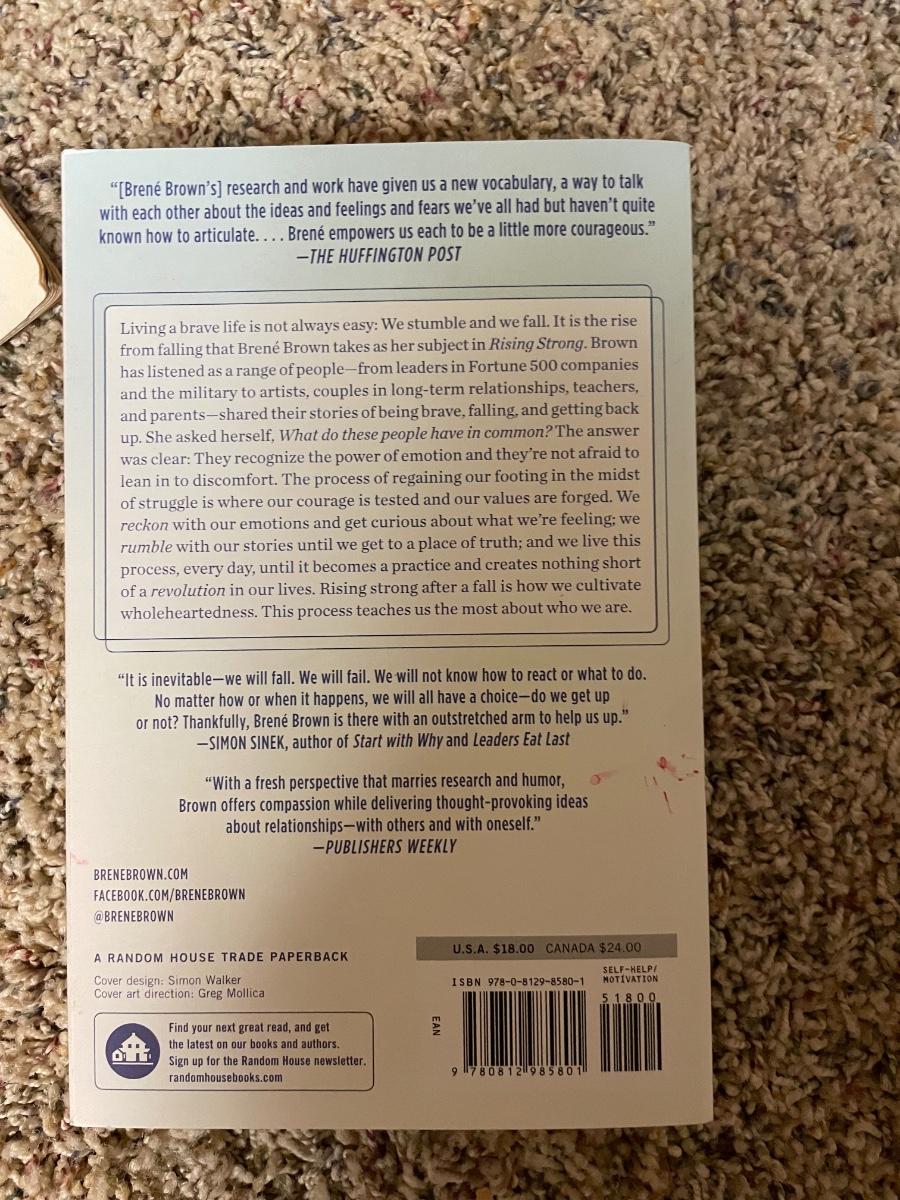 “[Brené Brown’s] research and work have given us a new vocabulary, a way to talk
with each other about the ideas and feelings and fears we’ve all had but haven’t quite
known how to articulate. . . . Brené empowers us each to be a little more courageous.”
—THE HUFFINGTON POST
Living a brave life is not always easy: We stumble and we fall. It is the rise
from falling that Brené Brown takes as her subject in Rising Strong. Brown
has listened as a range of people—from leaders in Fortune 500 companies
and the military to artists, couples in long-term relationships, teachers,
and parents—shared their stories of being brave, falling, and getting back
up. She asked herself, What do these people have in common? The answer
was clear: They recognize the power of emotion and they’re not afraid to
lean in to discomfort. The process of regaining our footing in the midst
of struggle is where our courage is tested and our values are forged. We
reckon with our emotions and get curious about what we’re feeling; we
rumble with our stories until we get to a place of truth; and we live this
process, every day, until it becomes a practice and creates nothing short
of a revolution in our lives. Rising strong after a fall is how we cultivate
wholeheartedness. This process teaches us the most about who we are.
“It is inevitable—we will fall. We will fail. We will not know how to react or what to do.
No matter how or when it happens, we will all have a choice—do we get up
or not? Thankfully, Brené Brown is there with an outstretched arm to help us up.”
—SIMON SINEK, author of Start with Why and Leaders Eat Last
“With a fresh perspective that marries research and humor,
Brown offers compassion while delivering thought-provoking ideas
about relationships—with others and with oneself.”
—PUBLISHERS WEEKLY
BRENEBROWN.COM
FACEBOOK.COM/BRENEBROWN
@BRENEBROWN
A RANDOM HOUSE TRADE PAPERBACK
Cover design: Simon Walker
Cover art direction: Greg Mollica
Find your next great read, and get
the latest on our books and authors.
Sign up for the Random House newsletter.
randomhousebooks.com
U.S.A. $18.00 CANADA $24.00
SELF-HELP/
MOTIVATION
ISBN 978-0-8129-8580-1
51800
EAN
9 780812 985801